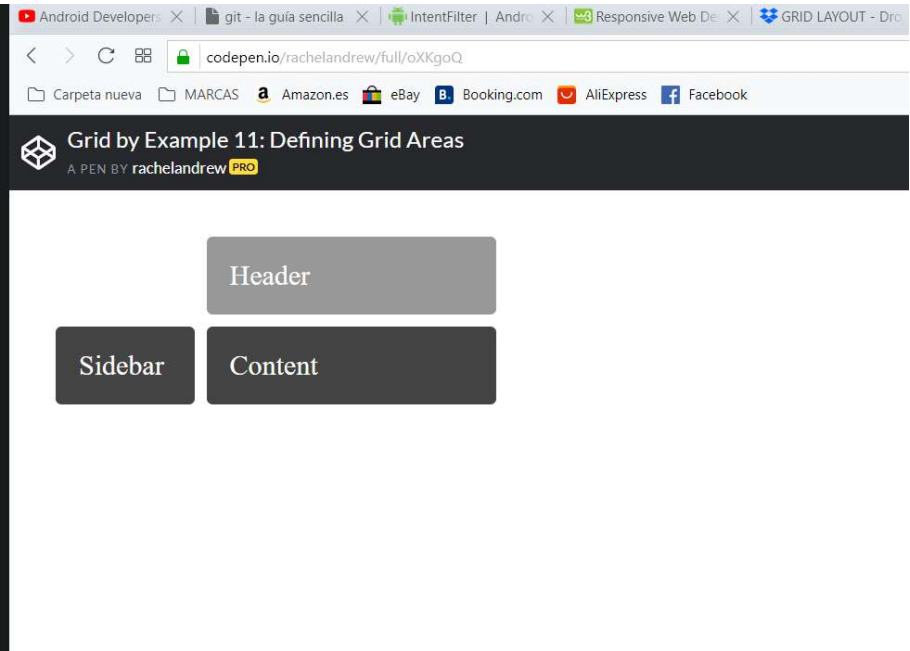 Android Developers git - la guía sencilla IntentFilter | Andro Responsive Web De GRID LAYOUT - Dro
codepen.io/rachelandrew/full/oXKgoQ
Carpeta nueva MARCAS a Amazon.es eBay B. Booking.com AliExpress f Facebook
Grid by Example 11: Defining Grid Areas
A PEN BY rachelandrew PRO
Header
Sidebar Content